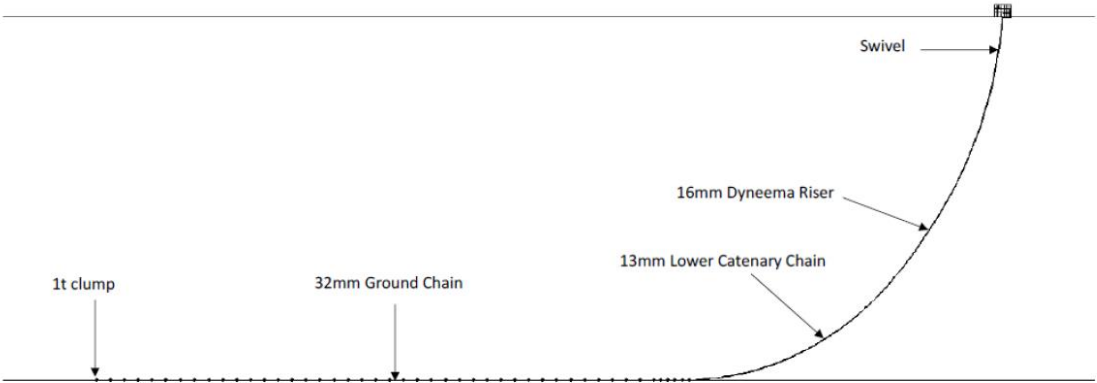 Swivel
16mm Dyneema Riser
13mm Lower Catenary Chain
1t clump
32mm Ground Chain